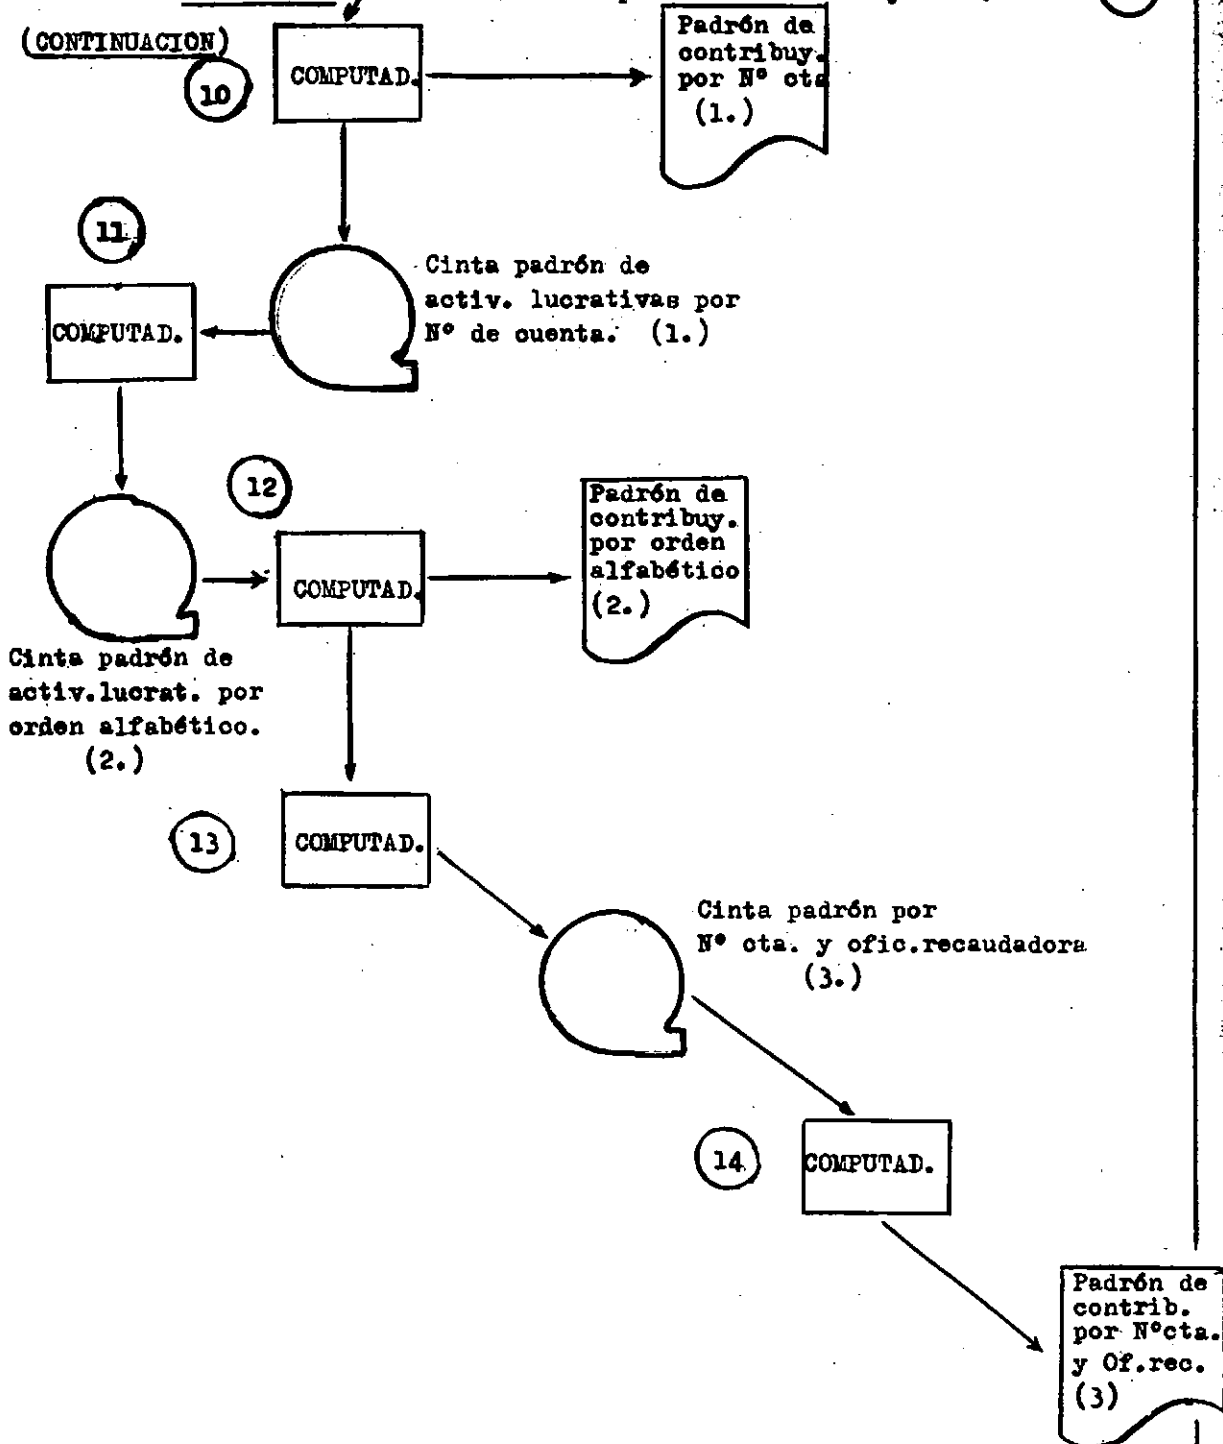 (CONTINUACION)
10
COMPUTAD.
Padrón de
contribuy.
por Nº cta
(1.)
11
COMPUTAD.
Cinta padrón de
activ. lucrativas por
Nº de cuenta. (1.)
12
COMPUTAD.
Padrón de
contribuy.
por orden
alfabético
(2.)
Cinta padrón de
activ.lucrat. por
orden alfabético.
(2.)
13
COMPUTAD.
Cinta padrón por
Nº cta. y ofic.recaudadora
(3.)
14
COMPUTAD.
Padrón de
contrib.
por Nºcta.
y Of.rec.
(3)